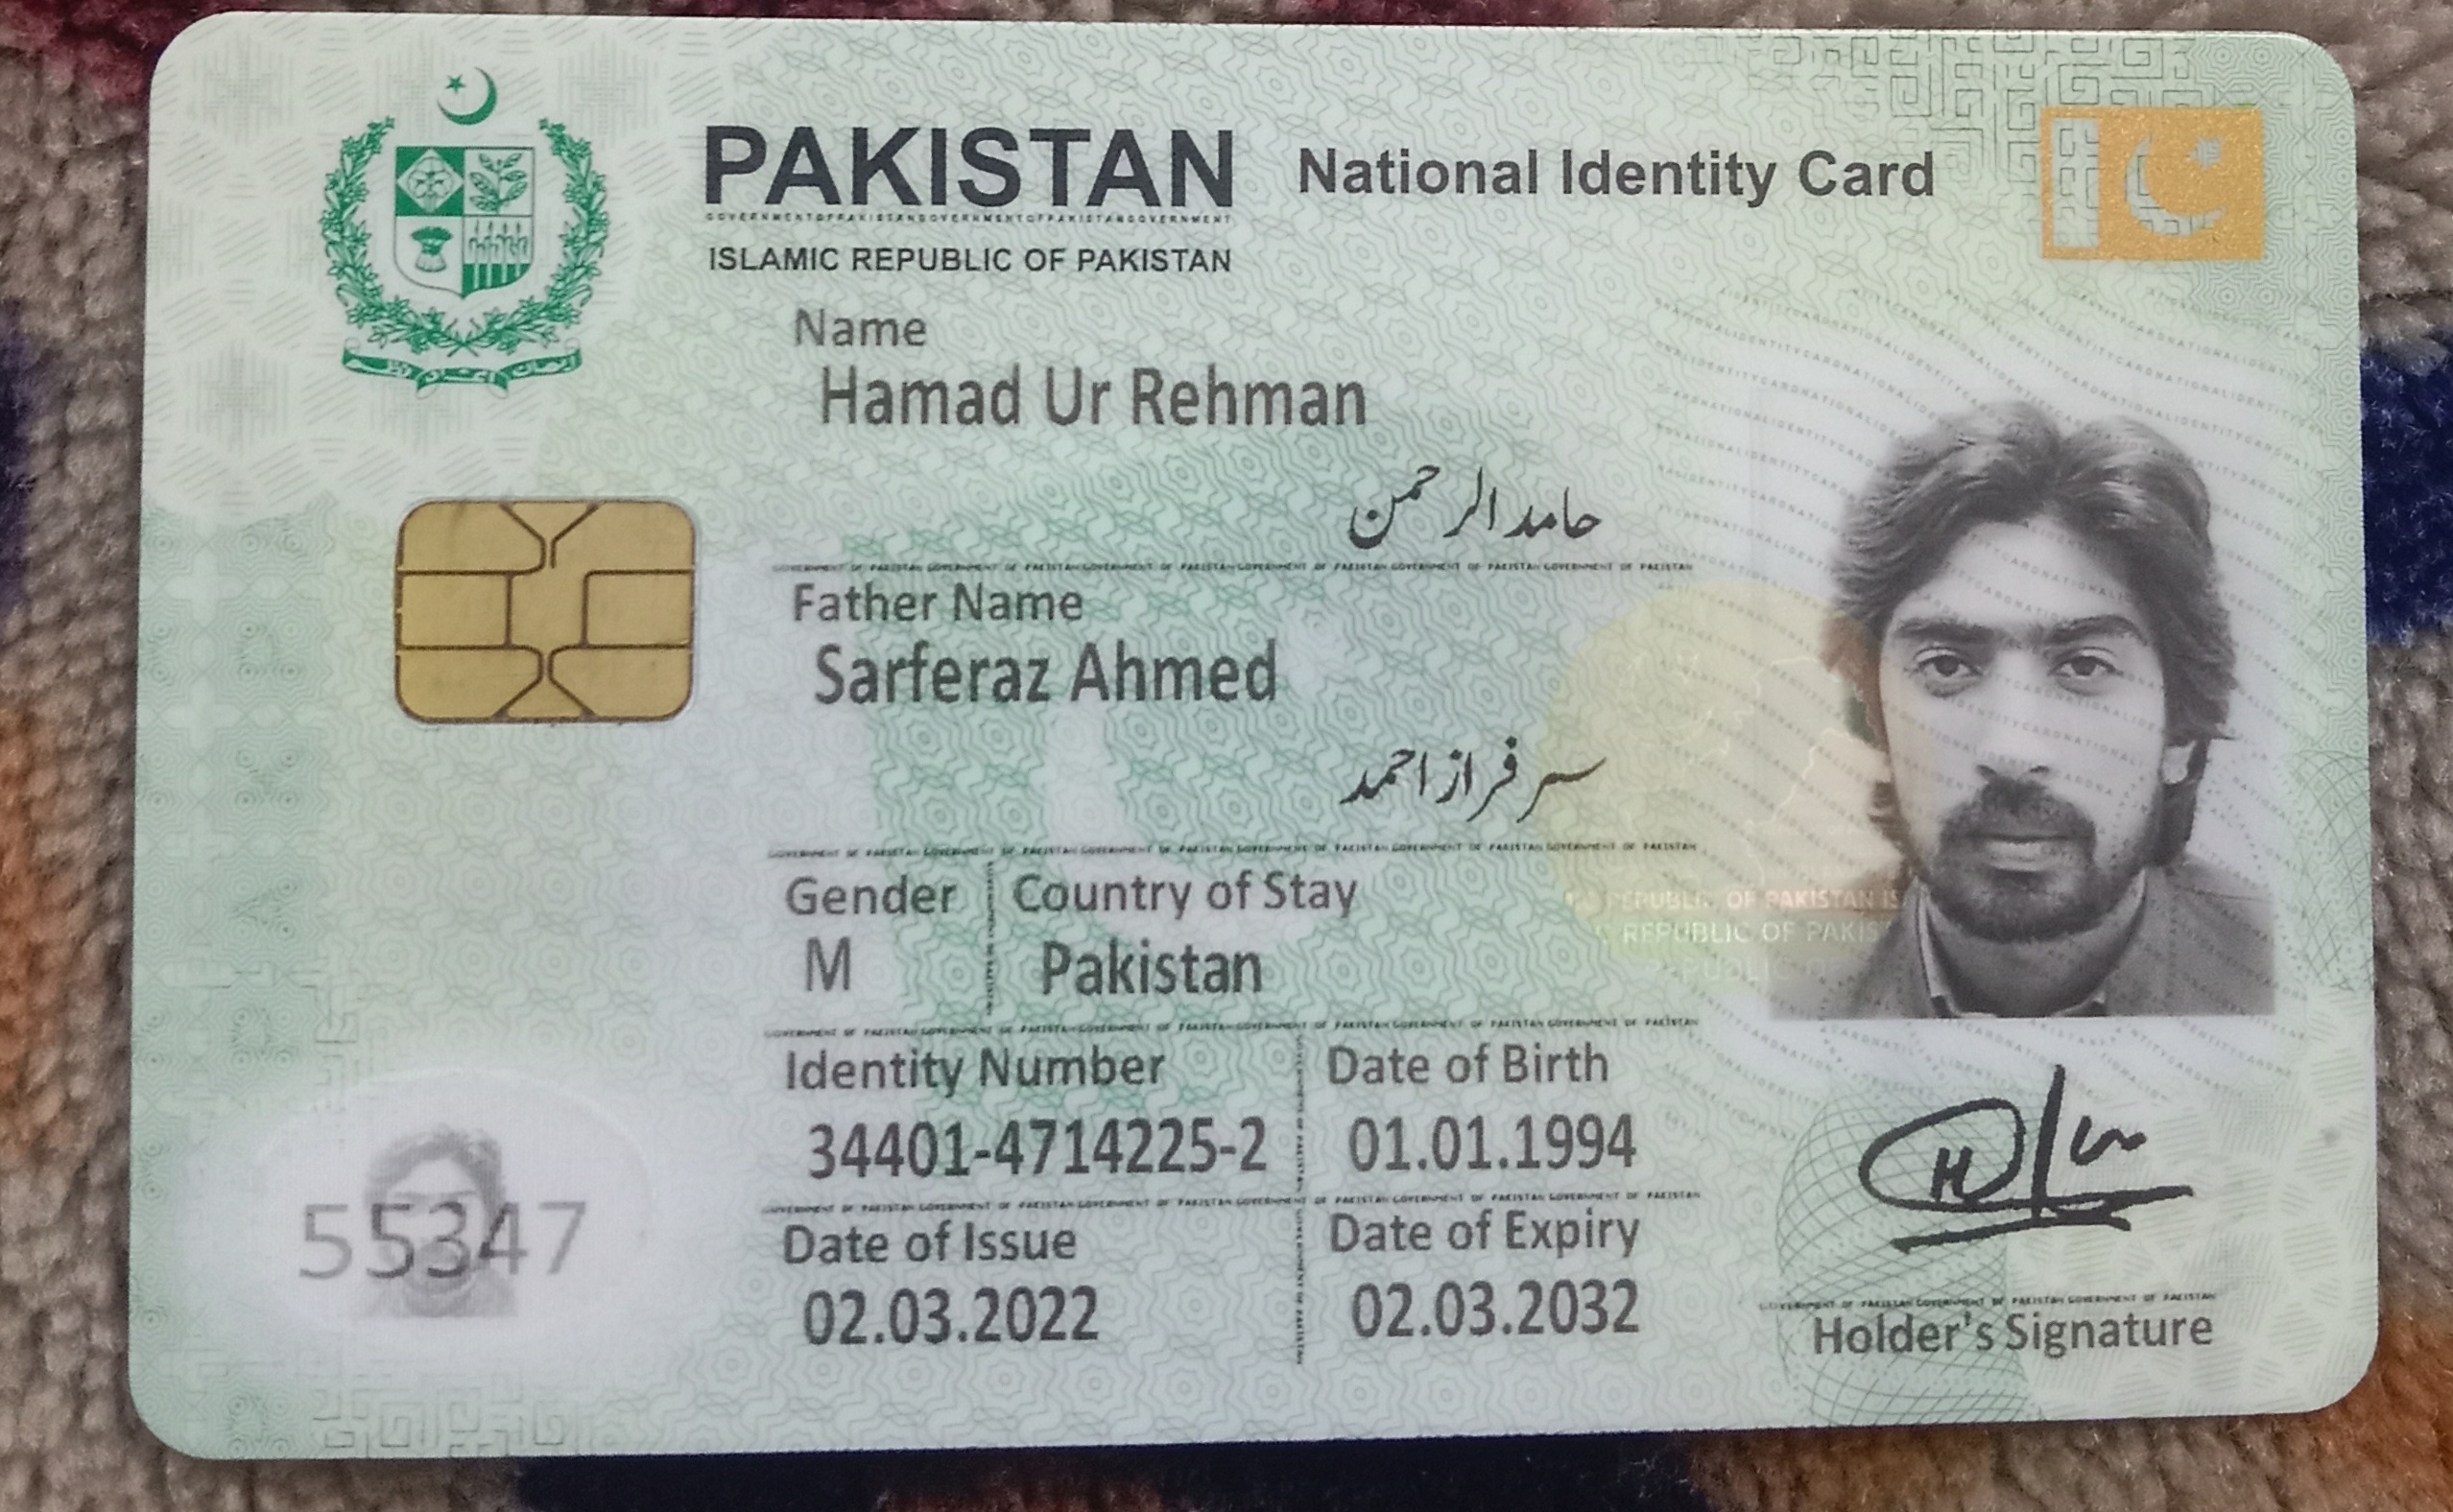 PAKISTAN National Identity Card
ISLAMIC REPUBLIC OF PAKISTAN
Name
Hamad Ur Rehman
حامد الرحمن
Father Name
Sarferaz Ahmed
سرفراز احمد
Gender Country of Stay
M Pakistan
Identity Number Date of Birth
34401-4714225-2 01.01.1994
Date of Issue Date of Expiry
02.03.2022 02.03.2032
55347
Holder's Signature